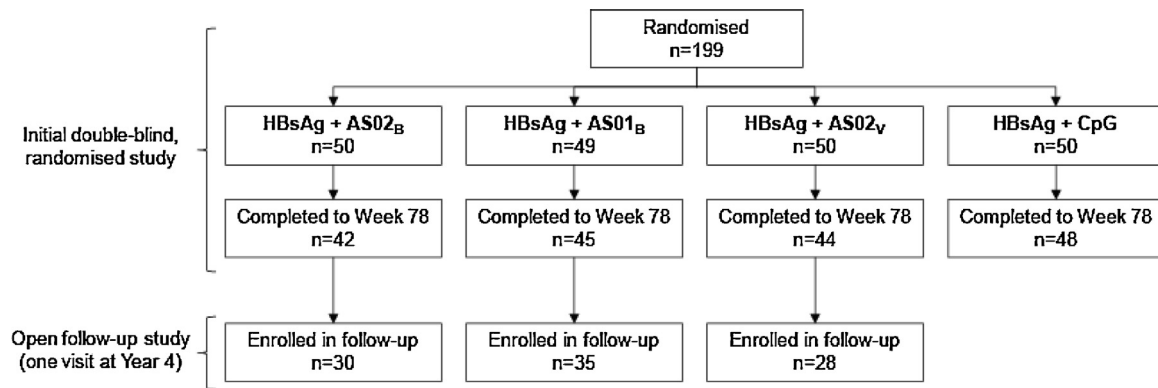 Randomised
n=199
Initial double-blind,
randomised study
HBsAg + AS02B
n=50
HBsAg + AS01B
n=49
HBsAg + AS02V
n=50
HBsAg + CpG
n=50
Completed to Week 78
n=42
Completed to Week 78
n=45
Completed to Week 78
n=44
Completed to Week 78
n=48
Open follow-up study
(one visit at Year 4)
Enrolled in follow-up
n=30
Enrolled in follow-up
n=35
Enrolled in follow-up
n=28